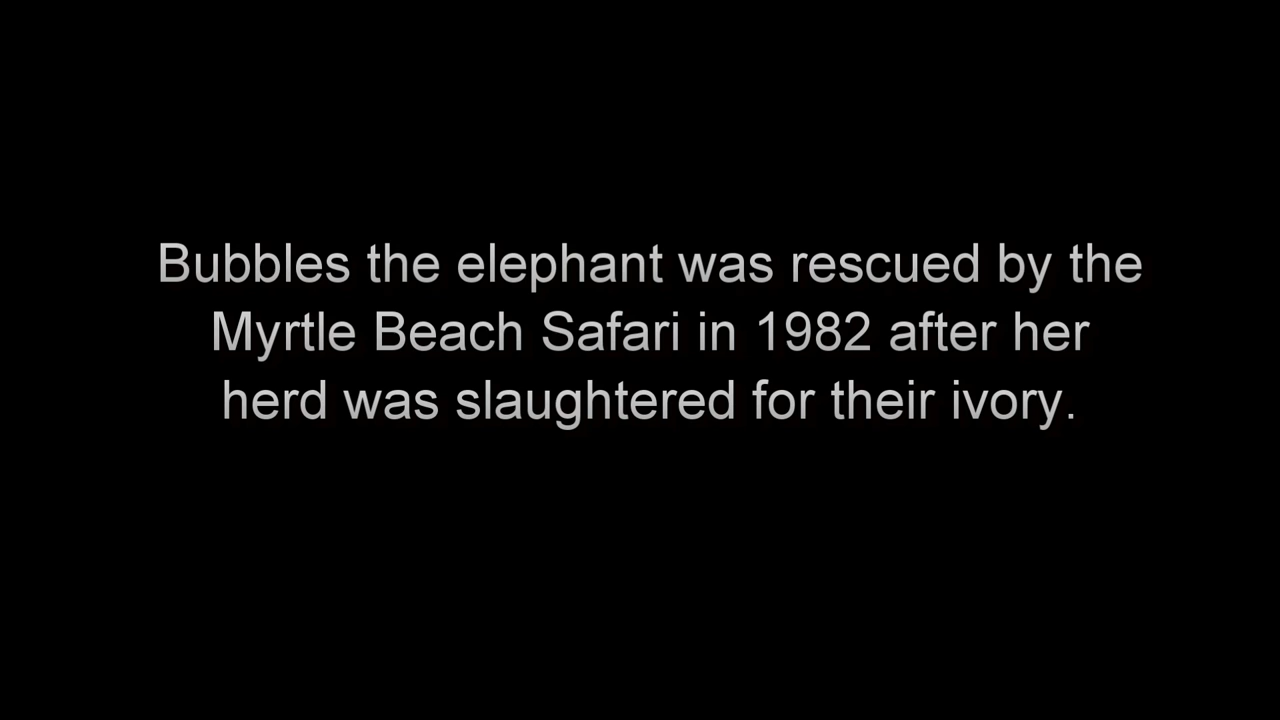 Bubbles the elephant was rescued by the
Myrtle Beach Safari in 1982 after her
herd was slaughtered for their ivory.